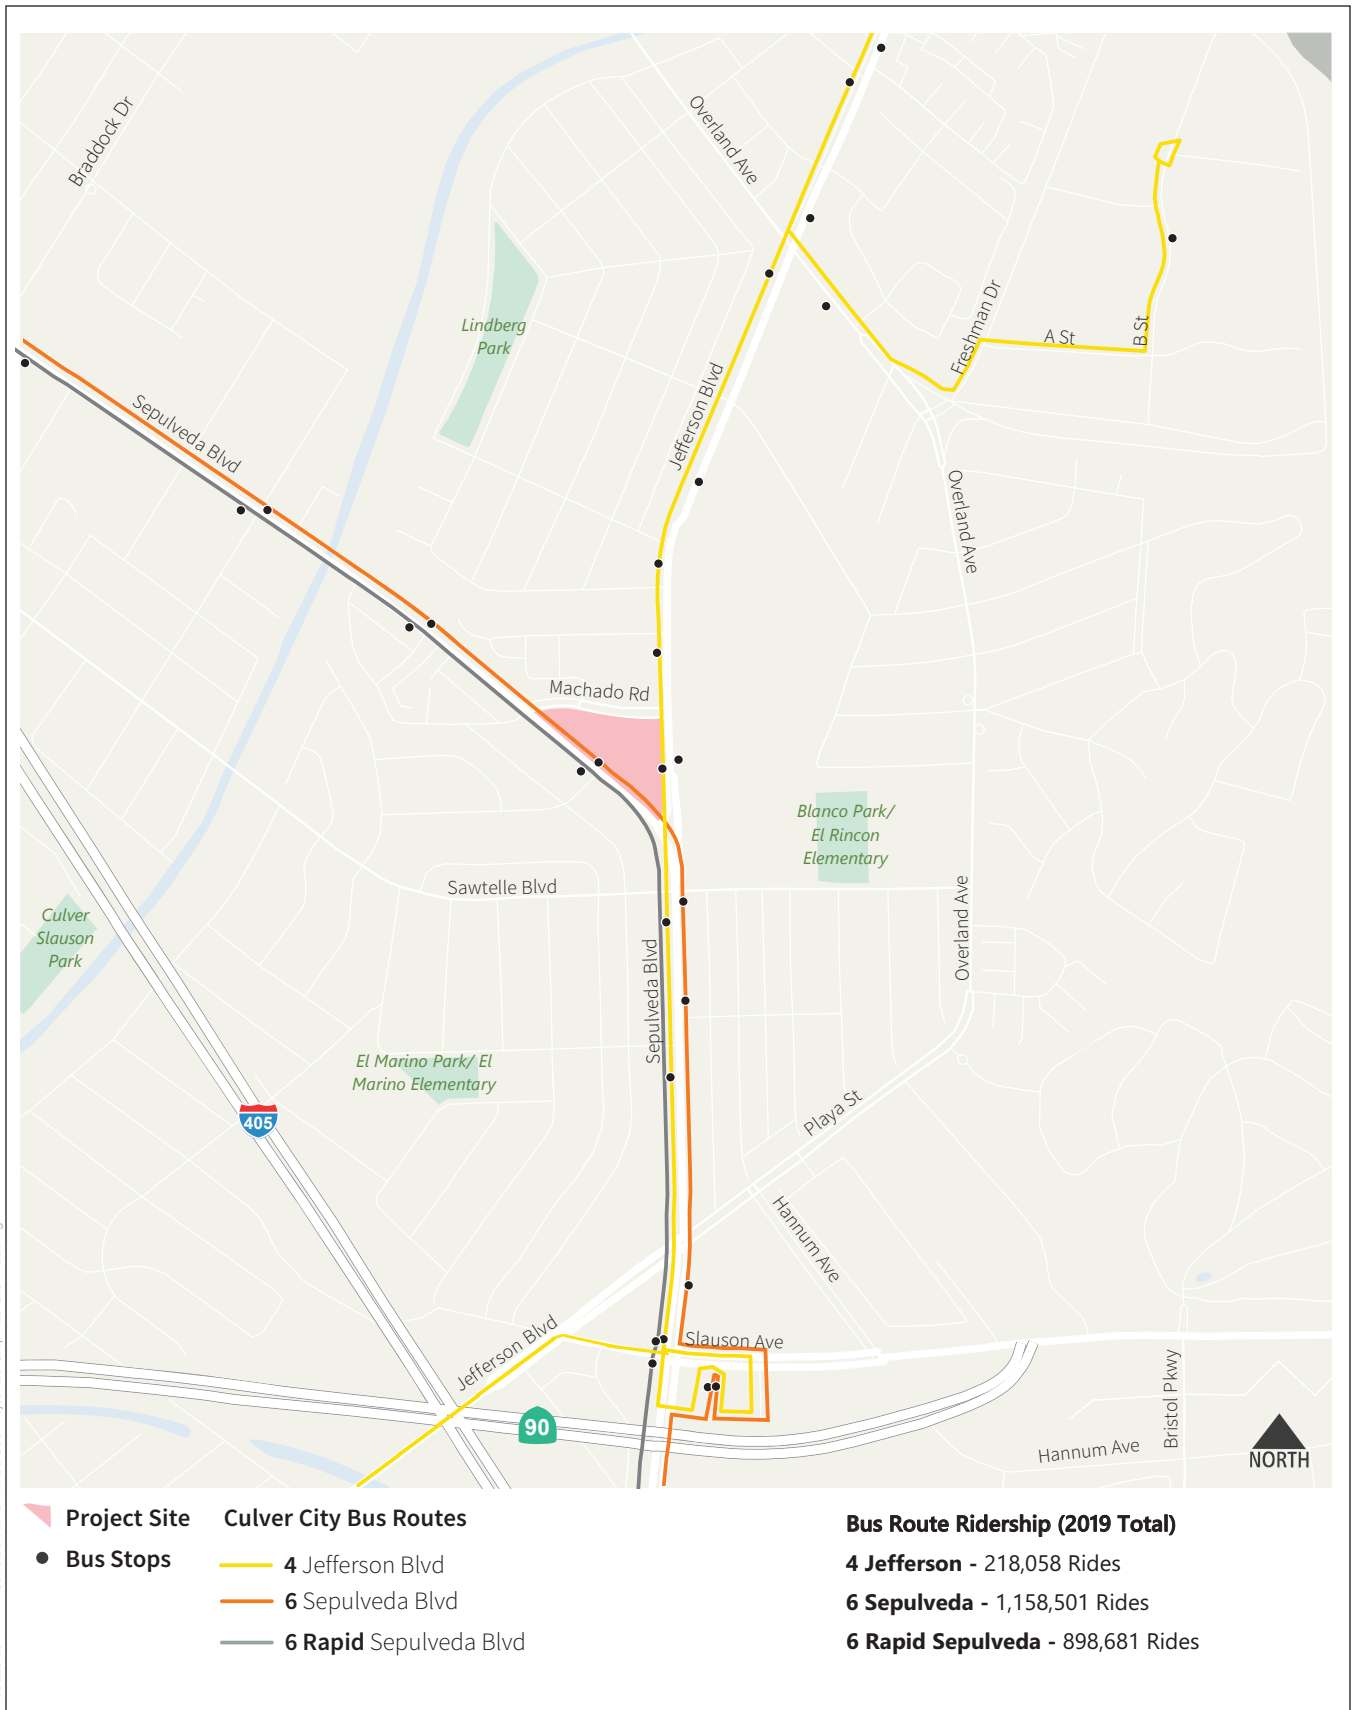 Braddock Dr
Overland Ave
Lindberg
Park
Freshman Dr
A St
B St
Sepulveda Blvd
Jefferson Blvd
Overland Ave
Machado Rd
Blanco Park/
El Rincon
Elementary
Sawtelle Blvd
Culver
Slauson
Park
Overland Ave
Sepulveda Blvd
El Marino Park/ El
Marino Elementary
405
Playa St
Hannum Ave
Jefferson Blvd
Slauson Ave
Bristol Pkwy
90
Hannum Ave
NORTH
Project Site
Bus Stops
Culver City Bus Routes
4 Jefferson Blvd
6 Sepulveda Blvd
6 Rapid Sepulveda Blvd
Bus Route Ridership (2019 Total)
4 Jefferson - 218,058 Rides
6 Sepulveda - 1,158,501 Rides
6 Rapid Sepulveda - 898,681 Rides